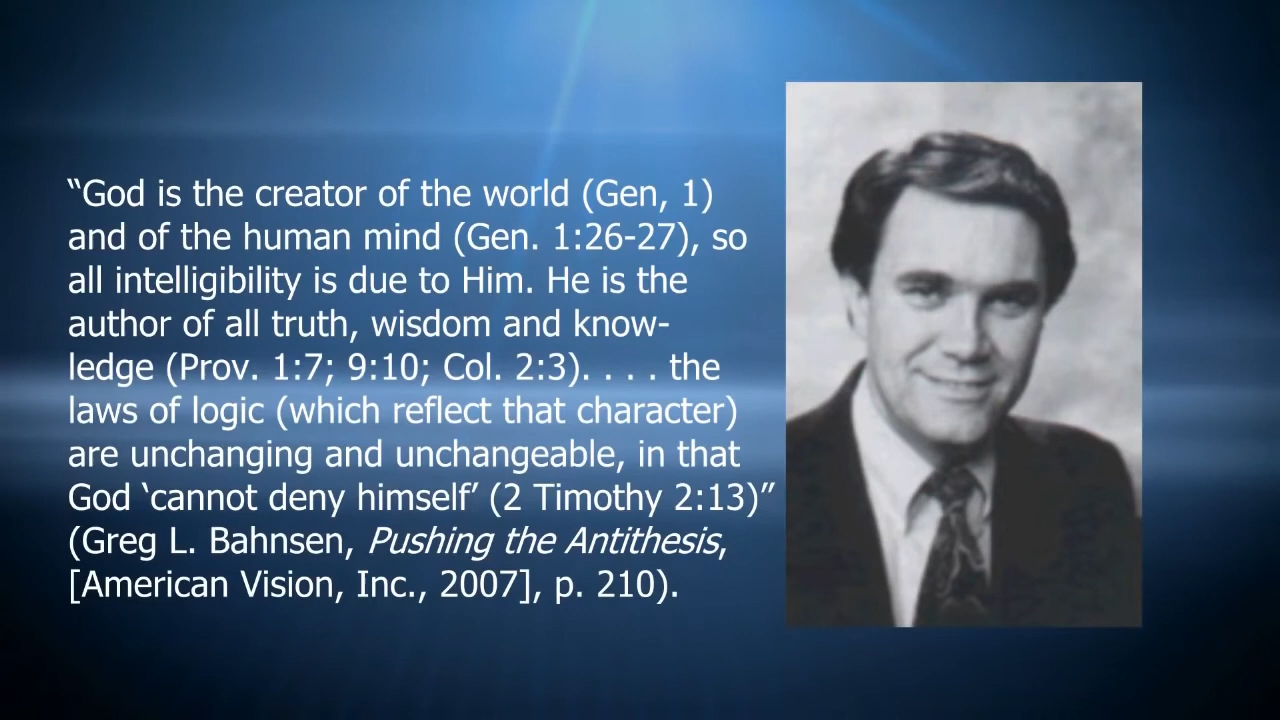 “God is the creator of the world (Gen, 1)
and of the human mind (Gen. 1:26-27), so
all intelligibility is due to Him. He is the
author of all truth, wisdom and know-
ledge (Prov. 1:7; 9:10; Col. 2:3). . . . the
laws of logic (which reflect that character)
are unchanging and unchangeable, in that
God ‘cannot deny himself’ (2 Timothy 2:13)”
(Greg L. Bahnsen, Pushing the Antithesis,
[American Vision, Inc., 2007], p. 210).